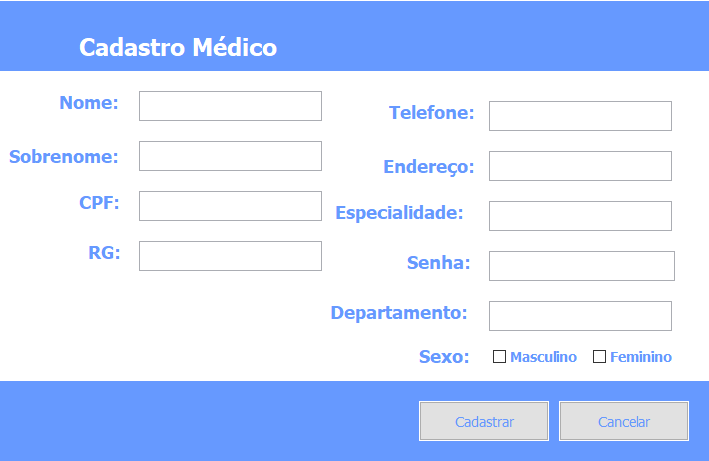 Cadastro Médico
Nome:
Sobrenome:
CPF:
RG:
Telefone:
Endereço:
Especialidade:
Senha:
Departamento:
Sexo: Masculino Feminino
Cadastrar Cancelar